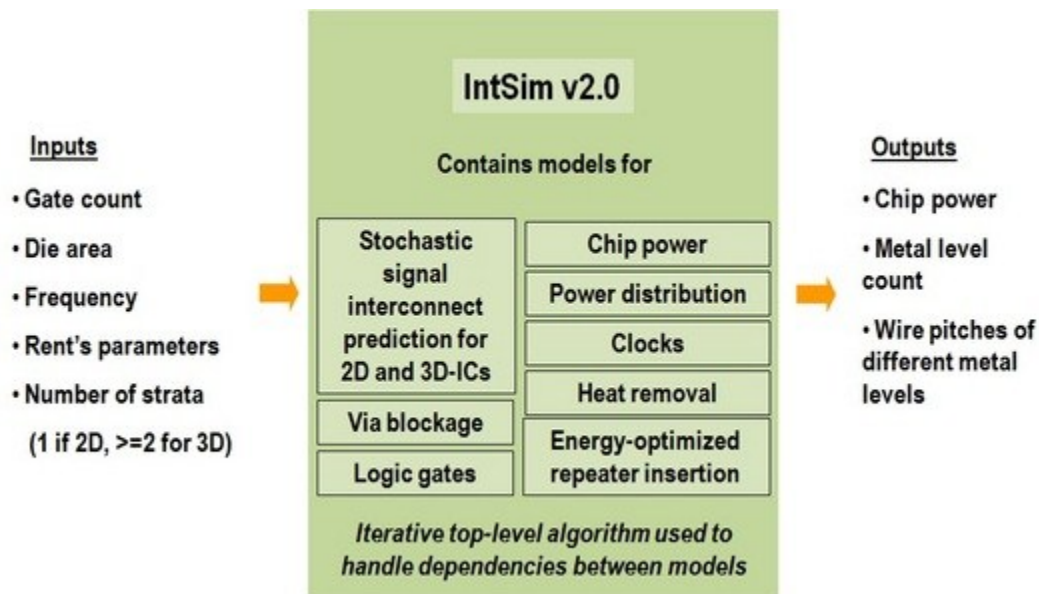 Inputs
• Gate count
• Die area
• Frequency
• Rent's parameters
• Number of strata
(1 if 2D, >=2 for 3D)
IntSim v2.0
Contains models for
Stochastic
signal
interconnect
prediction for
2D and 3D-ICs
Via blockage
Logic gates
Chip power
Power distribution
Clocks
Heat removal
Energy-optimized
repeater insertion
Iterative top-level algorithm used to
handle dependencies between models
Outputs
• Chip power
• Metal level
count
• Wire pitches of
different metal
levels